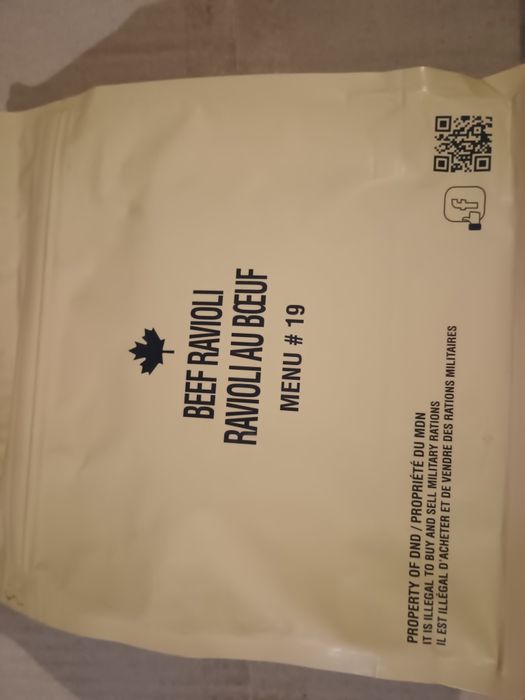 BEEF RAVIOLI
RAVIOLI AU BŒUF
MENU # 19
PROPERTY OF DND / PROPRIÉTÉ DU MDN
IT IS ILLEGAL TO BUY AND SELL MILITARY RATIONS
IL EST ILLÉGAL D'ACHETER ET DE VENDRE DES RATIONS MILITAIRES
f